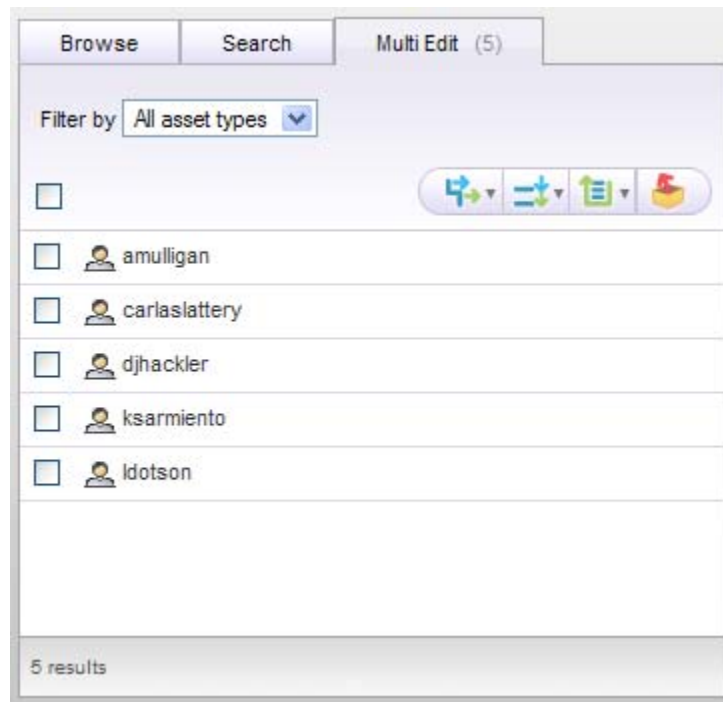 Browse Search Multi Edit (5)
Filter by All asset types
amulligan
carlaslattery
djhackler
ksarmiento
ldotson
5 results